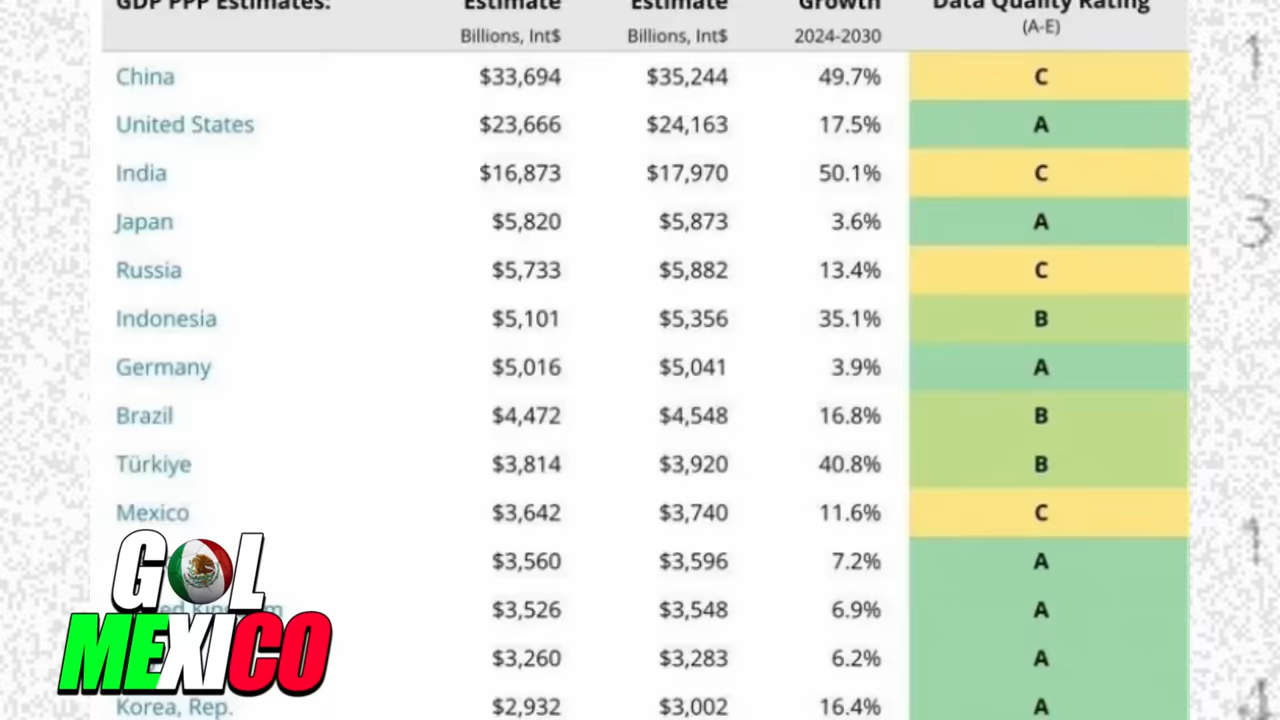 GDP PPP Estimates: Estimate Estimate Growth Data Quality Rating
Billions, Int$ Billions, Int$ 2024-2030 (A-E)
China $33,694 $35,244 49.7% C
United States $23,666 $24,163 17.5% A
India $16,873 $17,970 50.1% C
Japan $5,820 $5,873 3.6% A
Russia $5,733 $5,882 13.4% C
Indonesia $5,101 $5,356 35.1% B
Germany $5,016 $5,041 3.9% A
Brazil $4,472 $4,548 16.8% B
Türkiye $3,814 $3,920 40.8% B
Mexico $3,642 $3,740 11.6% C
$3,560 $3,596 7.2% A
$3,526 $3,548 6.9% A
$3,260 $3,283 6.2% A
Korea, Rep. $2,932 $3,002 16.4% A
GOL
MEXICO